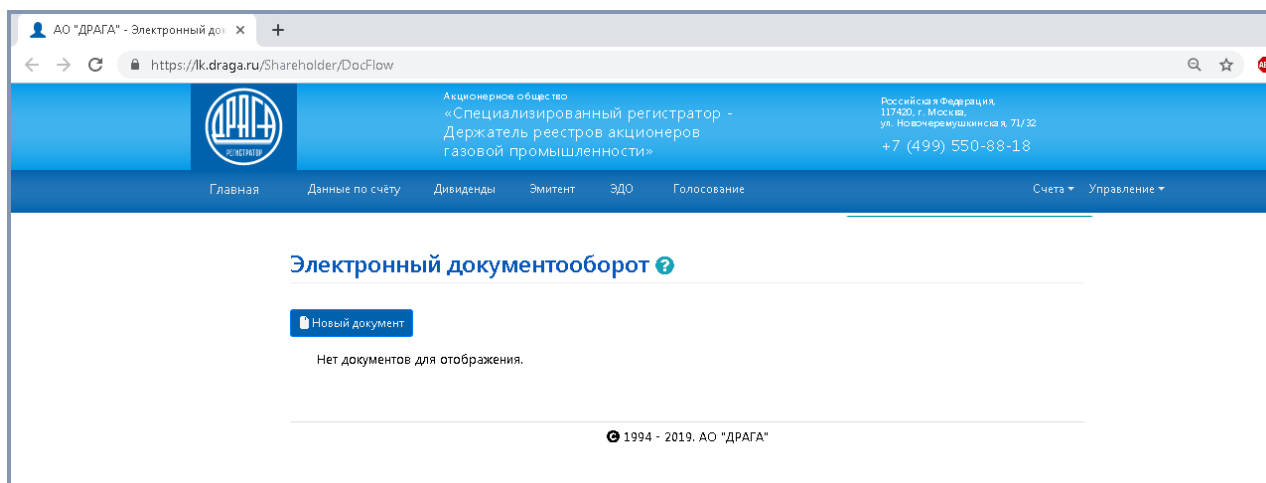 АО "ДРАГА" - Электронный док
https://lk.draga.ru/Shareholder/DocFlow
ДРАГА
РЕГИСТРАТОР
Акционерное общество
«Специализированный регистратор -
Держатель реестров акционеров
газовой промышленности»
Российская Федерация,
117420, г. Москва,
ул. Новочеремушкинская, 71/32
+7 (499) 550-88-18
Главная Данные по счёту Дивиденды Эмитент ЭДО Голосование Счета Управление
Электронный документооборот ?
Новый документ
Нет документов для отображения.
1994 - 2019. АО "ДРАГА"